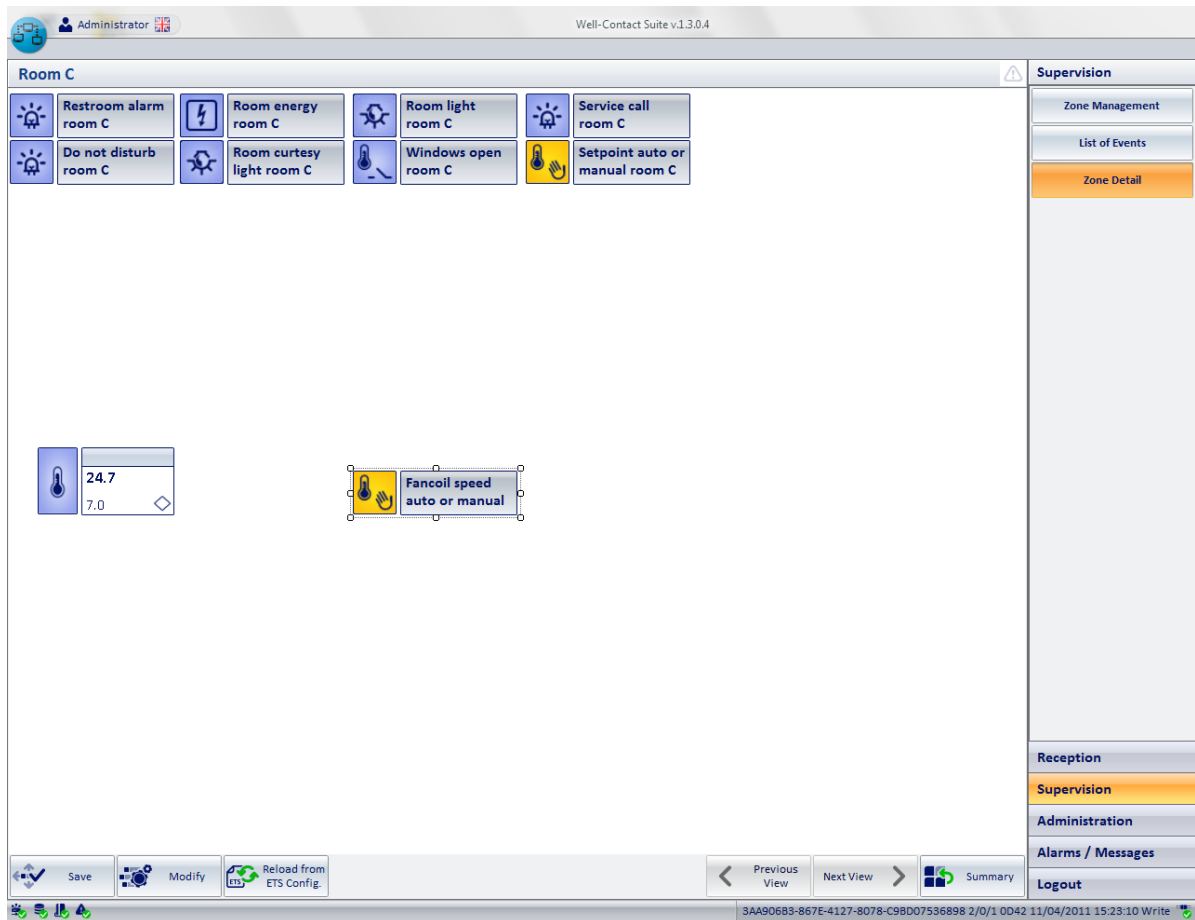 Administrator
Well-Contact Suite v.1.3.0.4
Room C
Supervision
Restroom alarm
room C
Room energy
room C
Room light
room C
Service call
room C
Do not disturb
room C
Room curtesy
light room C
Windows open
room C
Setpoint auto or
manual room C
Zone Management
List of Events
Zone Detail
24.7
7.0
Fancoil speed
auto or manual
Reception
Supervision
Administration
Alarms / Messages
Logout
Save
Modify
ETS
Reload from
ETS Config.
Previous
View
Next View
Summary
3AA906B3-867E-4127-8078-C9BD07536898 2/0/1 0D42 11/04/2011 15:23:10 Write